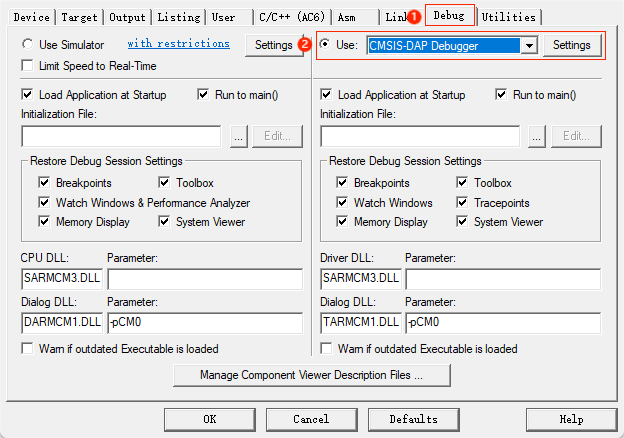 Device Target Output Listing User C/C++ (AC6) Asm Link 1 Debug Utilities
Use Simulator with restrictions Settings 2 Use: CMSIS-DAP Debugger Settings
Limit Speed to Real-Time
Load Application at Startup Run to main() Load Application at Startup Run to main()
Initialization File: Initialization File:
... Edit... ... Edit...
Restore Debug Session Settings Restore Debug Session Settings
Breakpoints Toolbox Breakpoints Toolbox
Watch Windows & Performance Analyzer Watch Windows Tracepoints
Memory Display System Viewer Memory Display System Viewer
CPU DLL: Parameter: Driver DLL: Parameter:
SARMCM3.DLL SARMCM3.DLL
Dialog DLL: Parameter: Dialog DLL: Parameter:
DARMCM1.DLL -pCM0 TARMCM1.DLL -pCM0
Warn if outdated Executable is loaded Warn if outdated Executable is loaded
Manage Component Viewer Description Files ...
OK Cancel Defaults Help